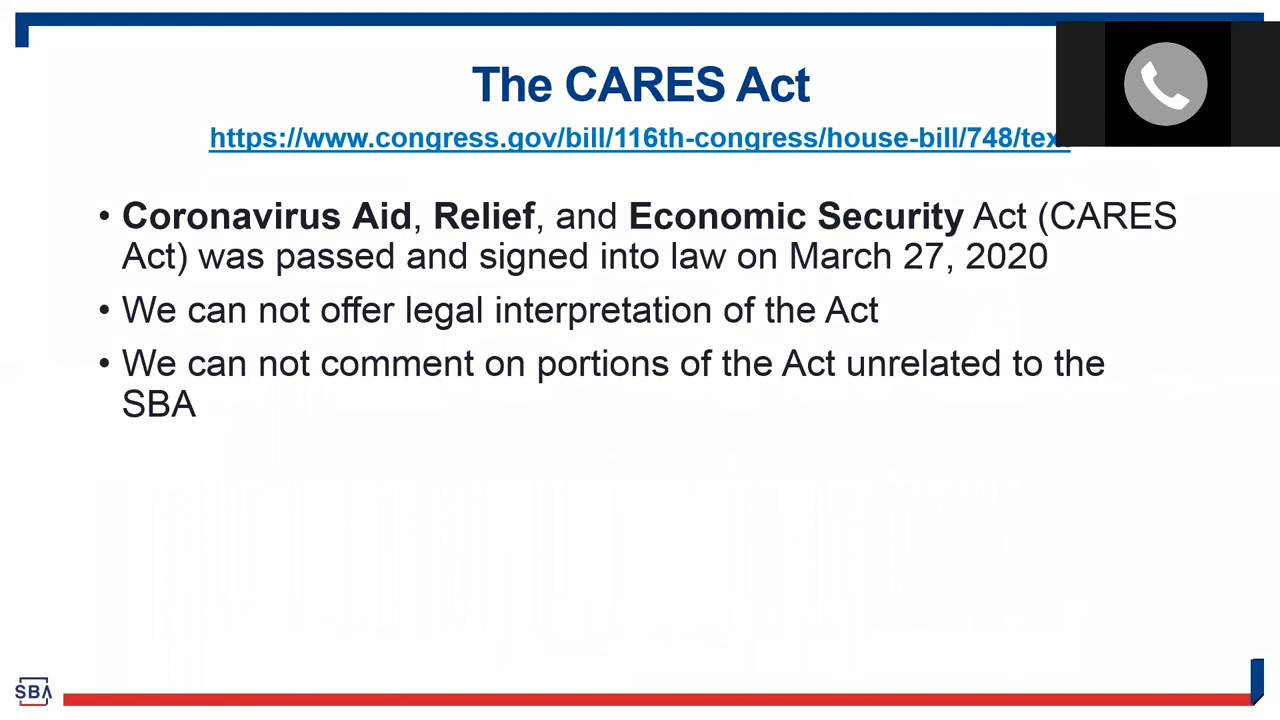 The CARES Act
https://www.congress.gov/bill/116th-congress/house-bill/748/tex
• Coronavirus Aid, Relief, and Economic Security Act (CARES
Act) was passed and signed into law on March 27, 2020
• We can not offer legal interpretation of the Act
• We can not comment on portions of the Act unrelated to the
SBA
SBA